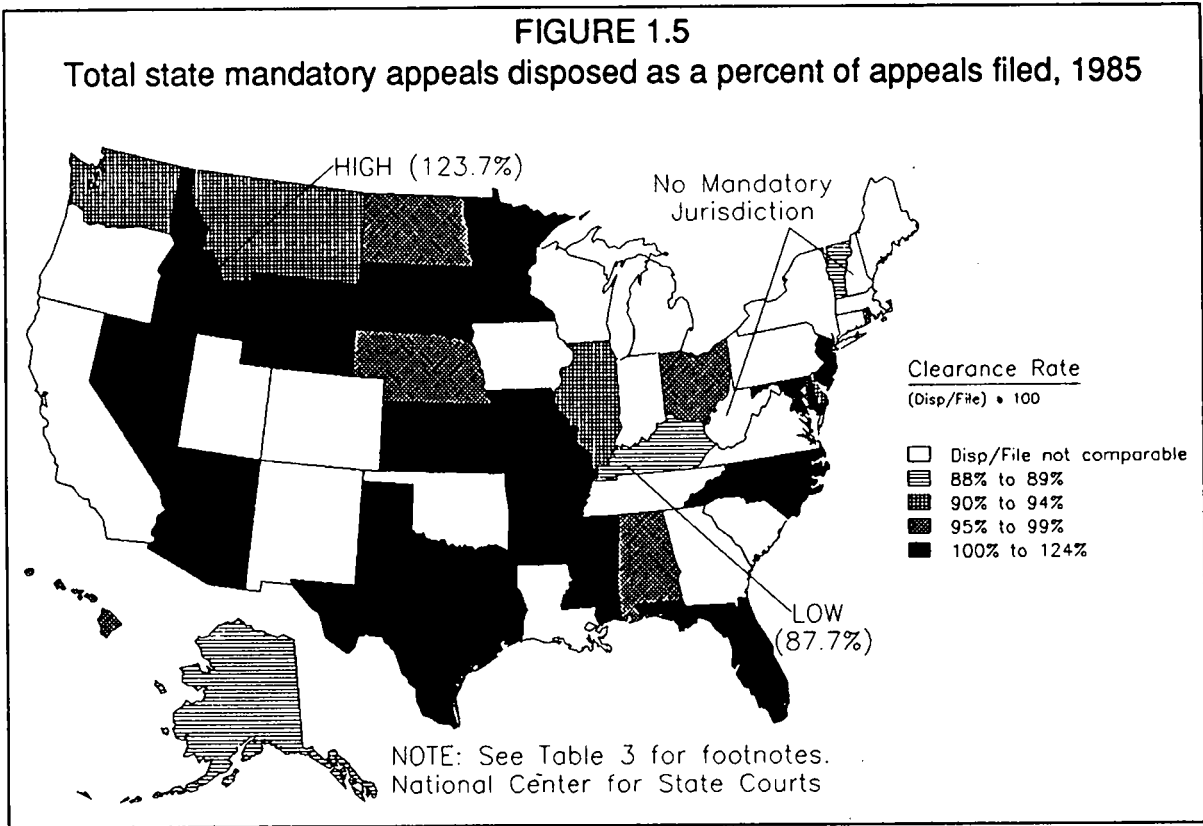 FIGURE 1.5
Total state mandatory appeals disposed as a percent of appeals filed, 1985
HIGH (123.7%)
No Mandatory
Jurisdiction
Clearance Rate
(Disp/File) * 100
Disp/File not comparable
88% to 89%
90% to 94%
95% to 99%
100% to 124%
LOW
(87.7%)
NOTE: See Table 3 for footnotes.
National Center for State Courts